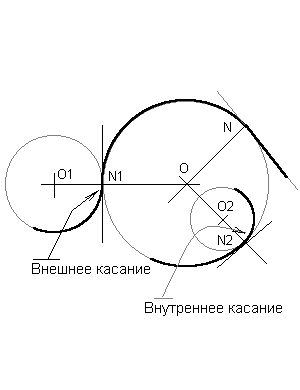 N
O1
N1
O
O2
N2
Внешнее касание
Внутреннее касание